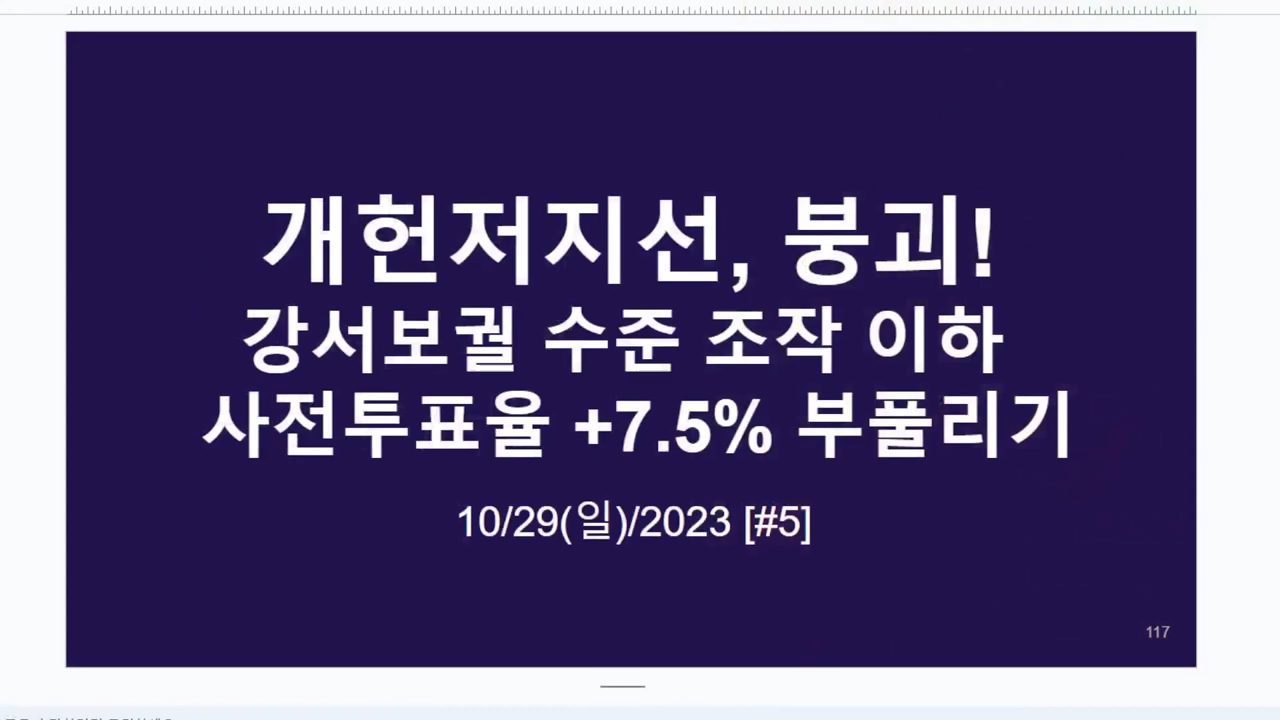 개헌저지선, 붕괴!
강서보궐 수준 조작 이하
사전투표율 +7.5% 부풀리기
10/29(일)/2023 [#5]
117